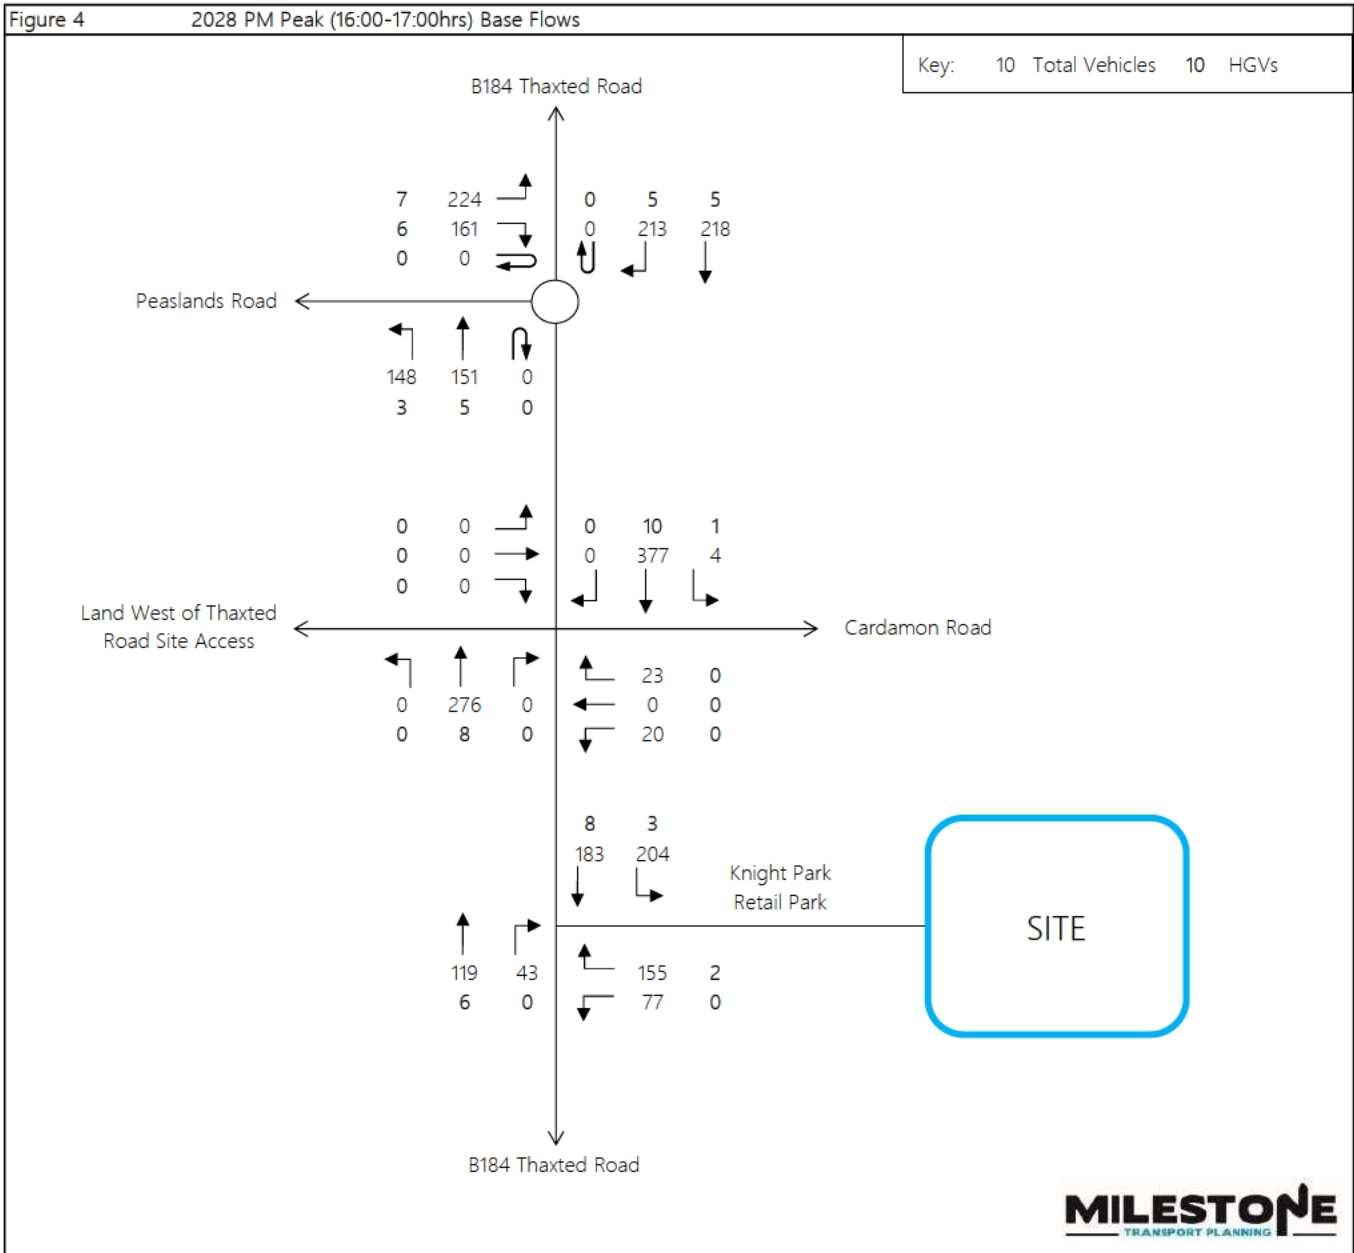 Figure 4 2028 PM Peak (16:00-17:00hrs) Base Flows
Key: 10 Total Vehicles 10 HGVs
B184 Thaxted Road
7 224 0 5 5
6 161 0 213 218
0 0
Peaslands Road
148 151 0
3 5 0
0 0 0 10 1
0 0 0 377 4
0 0
Land West of Thaxted
Road Site Access
Cardamon Road
23 0
0 276 0 0 0
0 8 0 20 0
8 3
183 204
Knight Park
Retail Park
SITE
119 43 155 2
6 0 77 0
B184 Thaxted Road
MILESTONE
TRANSPORT PLANNING